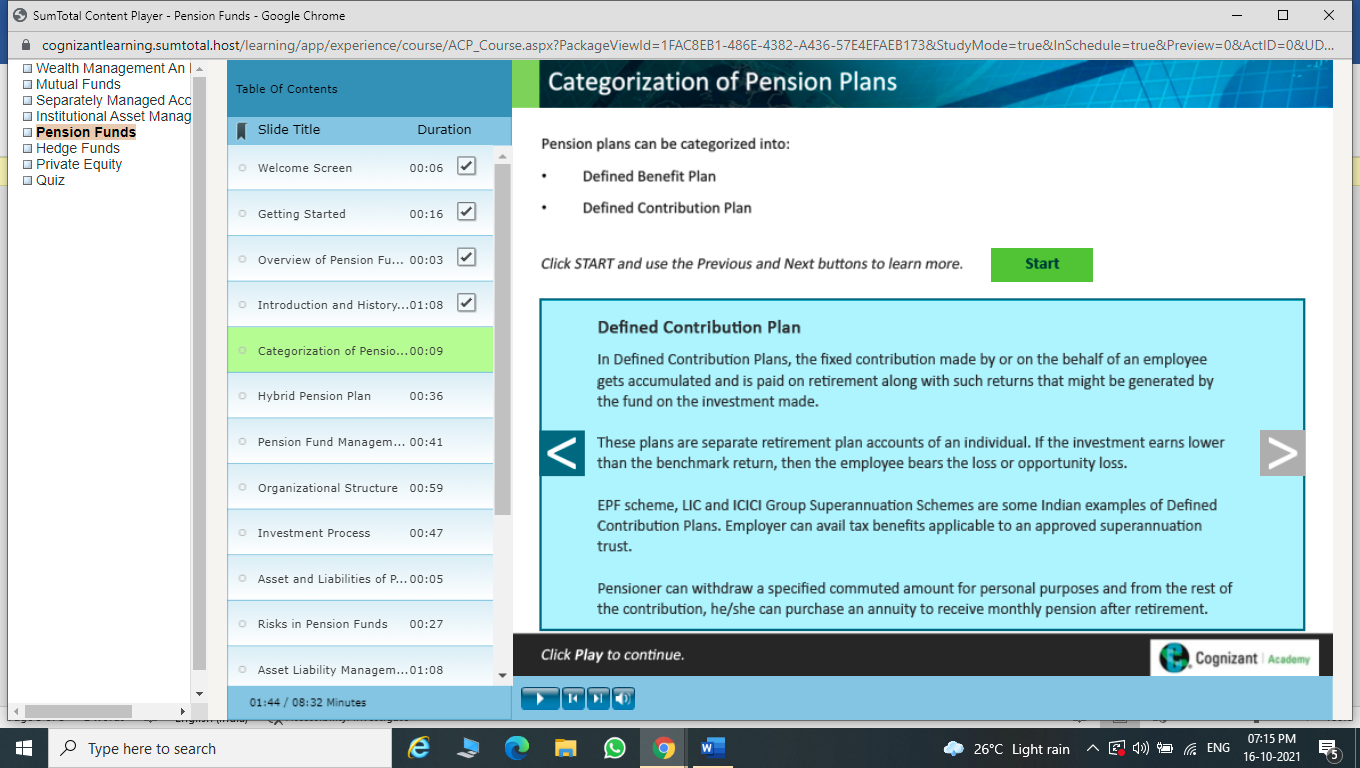 SumTotal Content Player - Pension Funds - Google Chrome
cognizantlearning.sumtotal.host/learning/app/experience/course/ACP_Course.aspx?PackageViewId=1FAC8EB1-486E-4382-A436-57E4EFAEB173&StudyMode=true&InSchedule=true&Preview=0&ActID=0&UD...
Wealth Management An
Mutual Funds
Separately Managed Acc
Institutional Asset Manag
Pension Funds
Hedge Funds
Private Equity
Quiz
Table Of Contents
Slide Title Duration
Welcome Screen 00:06
Getting Started 00:16
Overview of Pension Fu... 00:03
Introduction and History... 01:08
Categorization of Pensio... 00:09
Hybrid Pension Plan 00:36
Pension Fund Managem... 00:41
Organizational Structure 00:59
Investment Process 00:47
Asset and Liabilities of P... 00:05
Risks in Pension Funds 00:27
Asset Liability Managem... 01:08
01:44 / 08:32 Minutes
Categorization of Pension Plans
Pension plans can be categorized into:
• Defined Benefit Plan
• Defined Contribution Plan
Click START and use the Previous and Next buttons to learn more.
Start
Defined Contribution Plan
In Defined Contribution Plans, the fixed contribution made by or on the behalf of an employee
gets accumulated and is paid on retirement along with such returns that might be generated by
the fund on the investment made.
These plans are separate retirement plan accounts of an individual. If the investment earns lower
than the benchmark return, then the employee bears the loss or opportunity loss.
EPF scheme, LIC and ICICI Group Superannuation Schemes are some Indian examples of Defined
Contribution Plans. Employer can avail tax benefits applicable to an approved superannuation
trust.
Pensioner can withdraw a specified commuted amount for personal purposes and from the rest of
the contribution, he/she can purchase an annuity to receive monthly pension after retirement.
Click Play to continue.
Cognizant | Academy
Type here to search
26°C Light rain
ENG
07:15 PM
16-10-2021
5